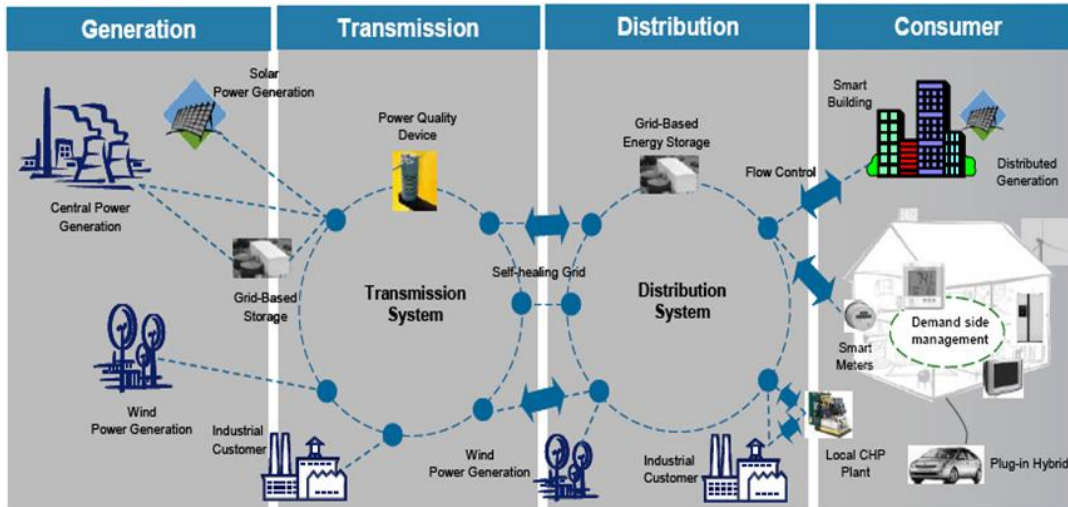 Generation
Transmission
Distribution
Consumer
Solar
Power Generation
Central Power
Generation
Grid-Based
Storage
Wind
Power Generation
Power Quality
Device
Transmission
System
Industrial
Customer
Self-healing Grid
Wind
Power Generation
Grid-Based
Energy Storage
Distribution
System
Industrial
Customer
Flow Control
Smart
Building
Distributed
Generation
Demand side
management
Smart
Meters
Local CHP
Plant
Plug-in Hybrid